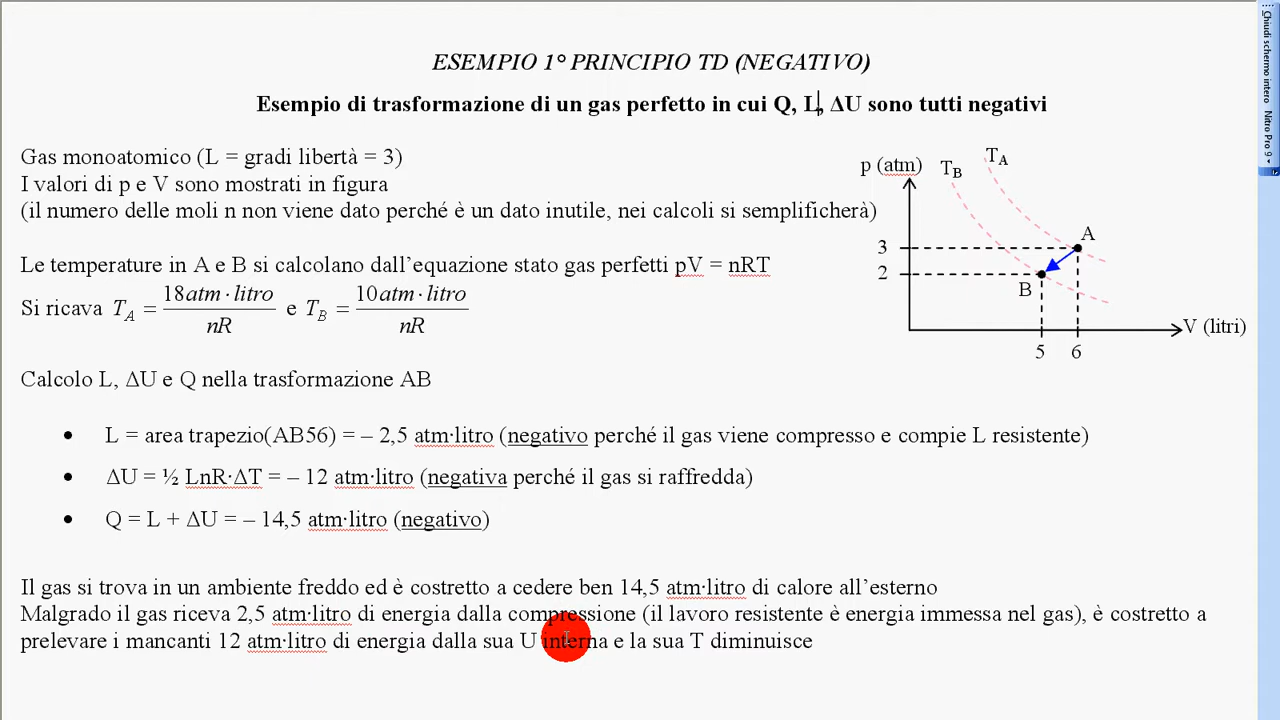 ESEMPIO 1° PRINCIPIO TD (NEGATIVO)
Esempio di trasformazione di un gas perfetto in cui Q, L, ΔU sono tutti negativi
Gas monoatomico (L = gradi libertà = 3)
I valori di p e V sono mostrati in figura
(il numero delle moli n non viene dato perché è un dato inutile, nei calcoli si semplificherà)
Le temperature in A e B si calcolano dall’equazione stato gas perfetti pV = nRT
Si ricava T_A = 18atm·litro / nR e T_B = 10atm·litro / nR
p (atm)
T_B
T_A
A
3
2
B
V (litri)
5 6
Calcolo L, ΔU e Q nella trasformazione AB
• L = area trapezio(AB56) = – 2,5 atm·litro (negativo perché il gas viene compresso e compie L resistente)
• ΔU = ½ LnR·ΔT = – 12 atm·litro (negativa perché il gas si raffredda)
• Q = L + ΔU = – 14,5 atm·litro (negativo)
Il gas si trova in un ambiente freddo ed è costretto a cedere ben 14,5 atm·litro di calore all’esterno
Malgrado il gas riceva 2,5 atm·litro di energia dalla compressione (il lavoro resistente è energia immessa nel gas), è costretto a
prelevare i mancanti 12 atm·litro di energia dalla sua U interna e la sua T diminuisce
Chiudi schermo intero Nitro Pro 9